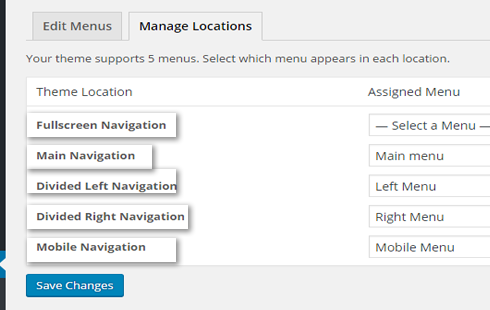 Edit Menus
Manage Locations
Your theme supports 5 menus. Select which menu appears in each location.
Theme Location Assigned Menu
Fullscreen Navigation — Select a Menu —
Main Navigation Main menu
Divided Left Navigation Left Menu
Divided Right Navigation Right Menu
Mobile Navigation Mobile Menu
Save Changes